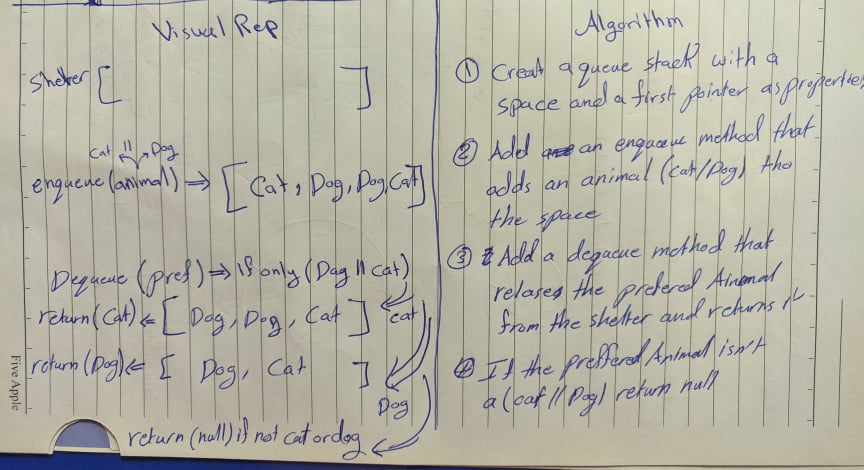 Visual Rep
Shelter [ ]
Cat || Dog
enqueue (animal) ⇒ [ Cat, Dog, Dog, Cat ]
Dequeue (pref) ⇒ if only (Dog || cat)
return (Cat) ⇐ [ Dog, Dog, Cat ] cat
return (Dog) ⇐ [ Dog, Cat ]
Dog
return (null) if not cat or dog
Five Apple
Algorithm
① Creat a queue stack with a
space and a first pointer as properties
② Add an enqueue method that
adds an animal (cat/Dog) tho
the space
③ Add a dequeue method that
relases the prefered Ainemal
from the shelter and returns it
④ If the preffered Animal isn't
a (cat || Dog) return null